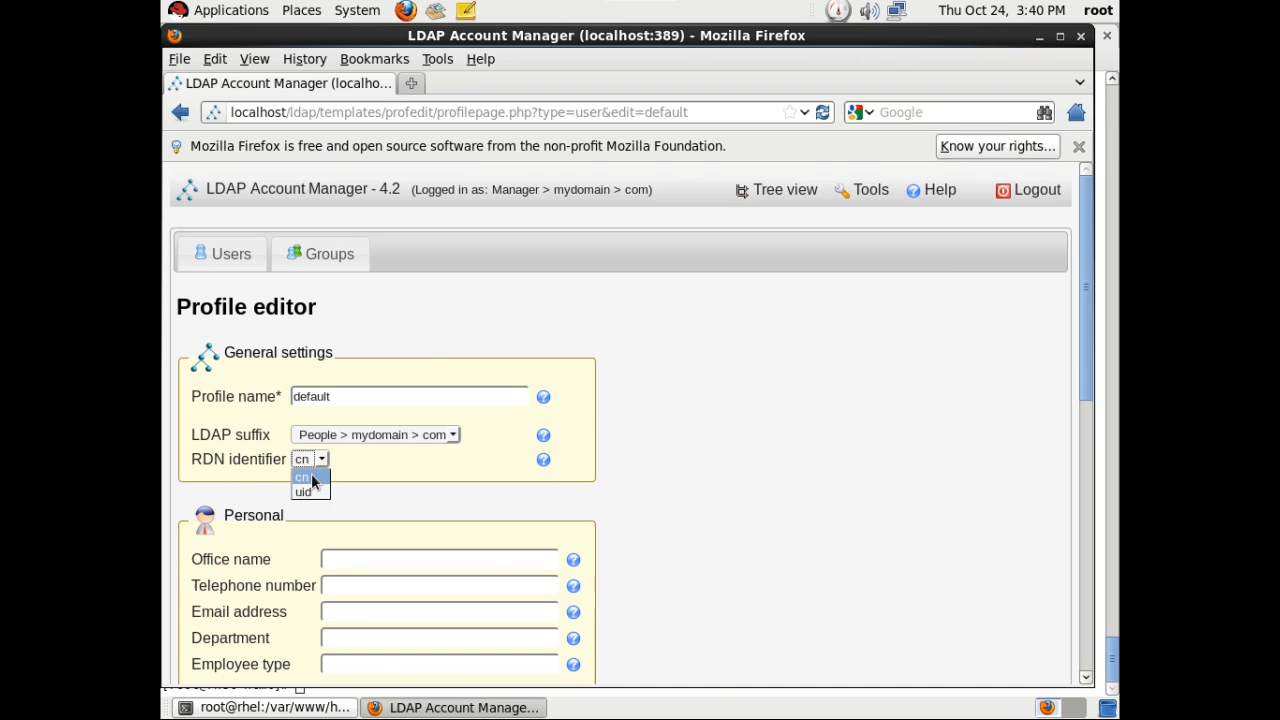 Applications Places System Thu Oct 24, 3:40 PM root
LDAP Account Manager (localhost:389) - Mozilla Firefox
File Edit View History Bookmarks Tools Help
LDAP Account Manager (localho...
localhost/ldap/templates/profedit/profilepage.php?type=user&edit=default Google
Mozilla Firefox is free and open source software from the non-profit Mozilla Foundation. Know your rights...
LDAP Account Manager - 4.2 (Logged in as: Manager > mydomain > com) Tree view Tools Help Logout
Users Groups
Profile editor
General settings
Profile name* default
LDAP suffix People > mydomain > com
RDN identifier cn
cn
uid
Personal
Office name
Telephone number
Email address
Department
Employee type
root@rhel:/var/www/h... LDAP Account Manage...